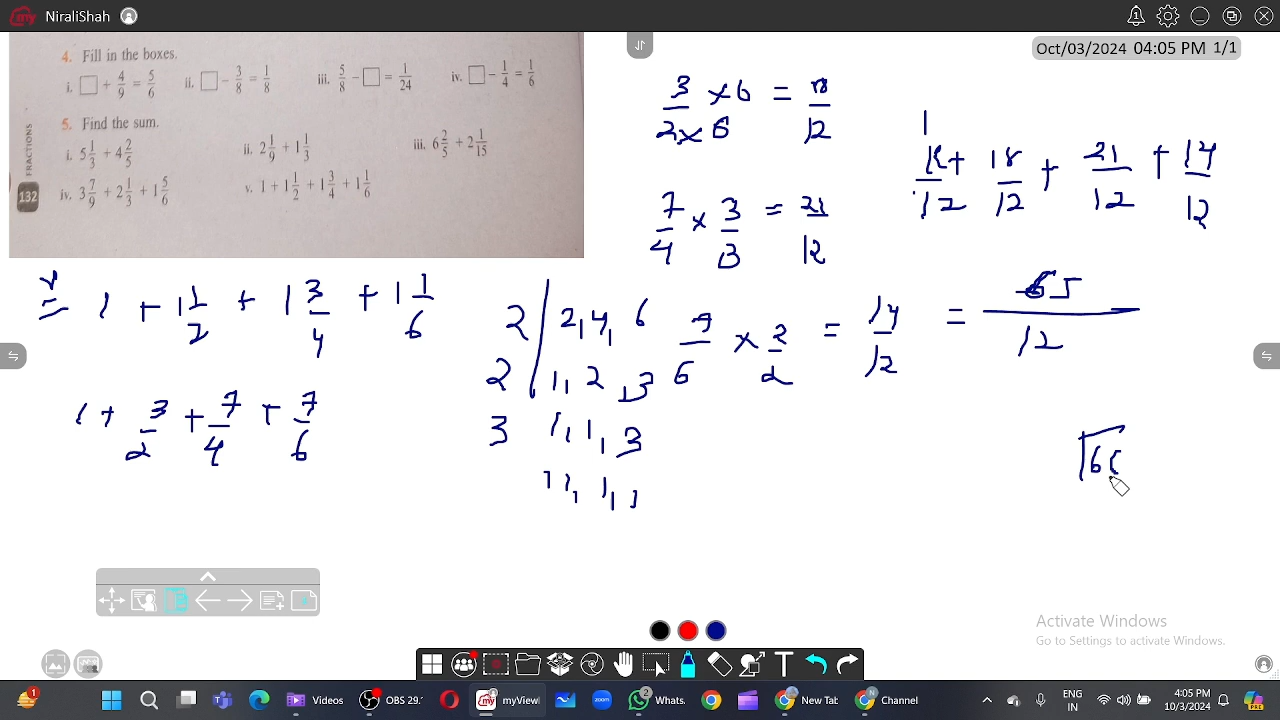 NiraliShah
Oct/03/2024 04:05 PM 1/1
4. Fill in the boxes.
i. □ + 4/9 = 5/6 ii. □ - 3/8 = 1/8 iii. 5/8 - □ = 1/24 iv. □ - 1/4 = 1/6
5. Find the sum.
i. 5 1/3 + 4 2/5 ii. 2 1/9 + 1 1/3 iii. 6 2/5 + 2 1/15
iv. 3 7/9 + 2 1/3 + 1 5/6 v. 1 + 1 1/2 + 1 3/4 + 1 1/6
FRACTIONS
132
3/2 × 6/6 = 18/12
7/4 × 3/3 = 21/12
7/6 × 2/2 = 14/12
1 + 1 1/2 + 1 3/4 + 1 1/6
1 + 3/2 + 7/4 + 7/6
2 | 2, 4, 6
2 | 1, 2, 3
3 1, 1, 3
1, 1, 1
12/12 + 18/12 + 21/12 + 14/12
= 65/12
Activate Windows
Go to Settings to activate Windows.
Videos
OBS 29.
myViewl
zoom
Whats.
New Tab
Channel
ENG
IN
4:05 PM
10/3/2024